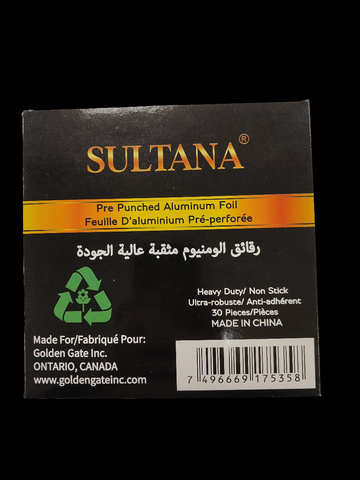 SULTANA®
Pre Punched Aluminum Foil
Feuille D'aluminium Pré-perforée
رقائق الومنيوم مثقبة عالية الجودة
Heavy Duty/ Non Stick
Ultra-robuste/ Anti-adhérent
30 Pieces/Pièces
MADE IN CHINA
Made For/Fabriqué Pour:
Golden Gate Inc.
ONTARIO, CANADA
www.goldengateinc.com
7 496669 175358